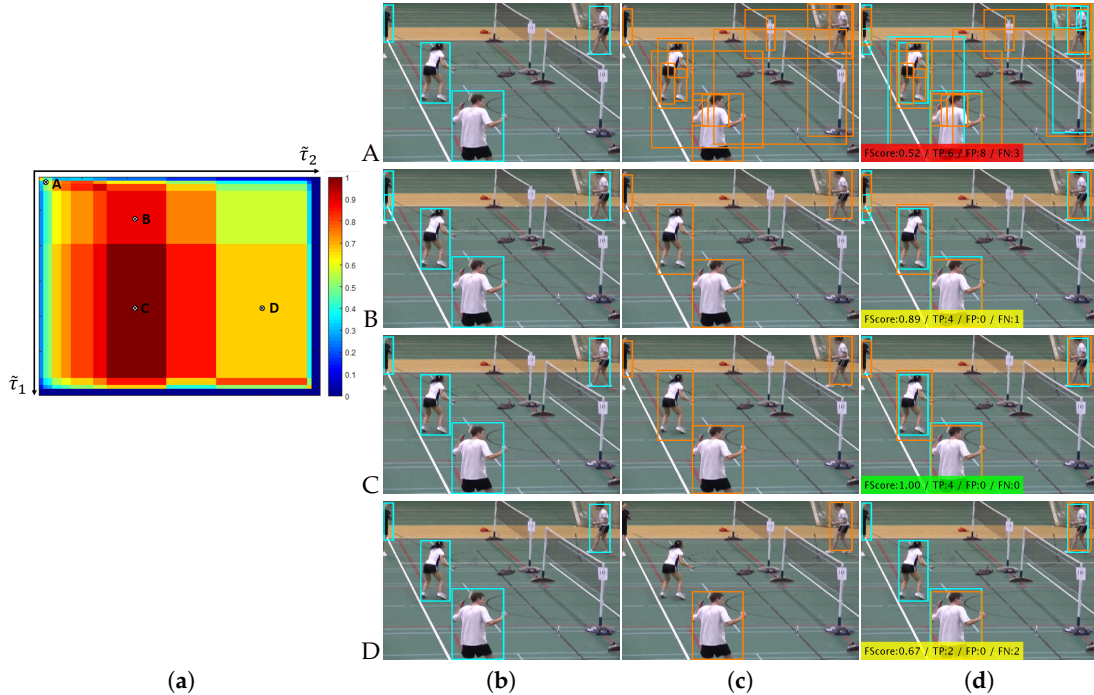 τ̃₂
A
B
C
D
1
0.9
0.8
0.7
0.6
0.5
0.4
0.3
0.2
0.1
0
τ̃₁
(a)
A
FScore:0.52 / TP:6 / FP:8 / FN:3
B
FScore:0.89 / TP:4 / FP:0 / FN:1
C
FScore:1.00 / TP:4 / FP:0 / FN:0
D
FScore:0.67 / TP:2 / FP:0 / FN:2
(b)
(c)
(d)